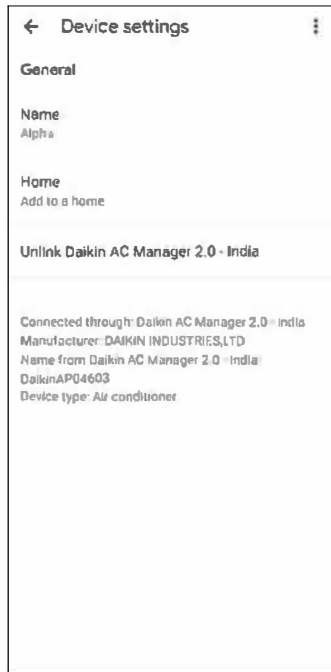 Device settings
General
Name
Alpha
Home
Add to a home
Unlink Daikin AC Manager 2.0 - India
Connected through: Daikin AC Manager 2.0 - India
Manufacturer: DAIKIN INDUSTRIES,LTD
Name from Daikin AC Manager 2.0 - India
DaikinAP04603
Device type: Air conditioner